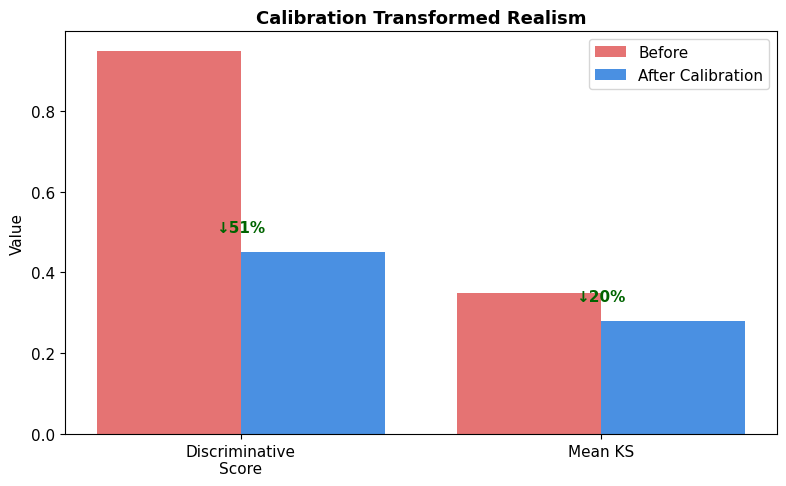 Calibration Transformed Realism
Before
After Calibration
Value
0.8
0.6
0.4
0.2
0.0
↓51%
↓20%
Discriminative
Score
Mean KS